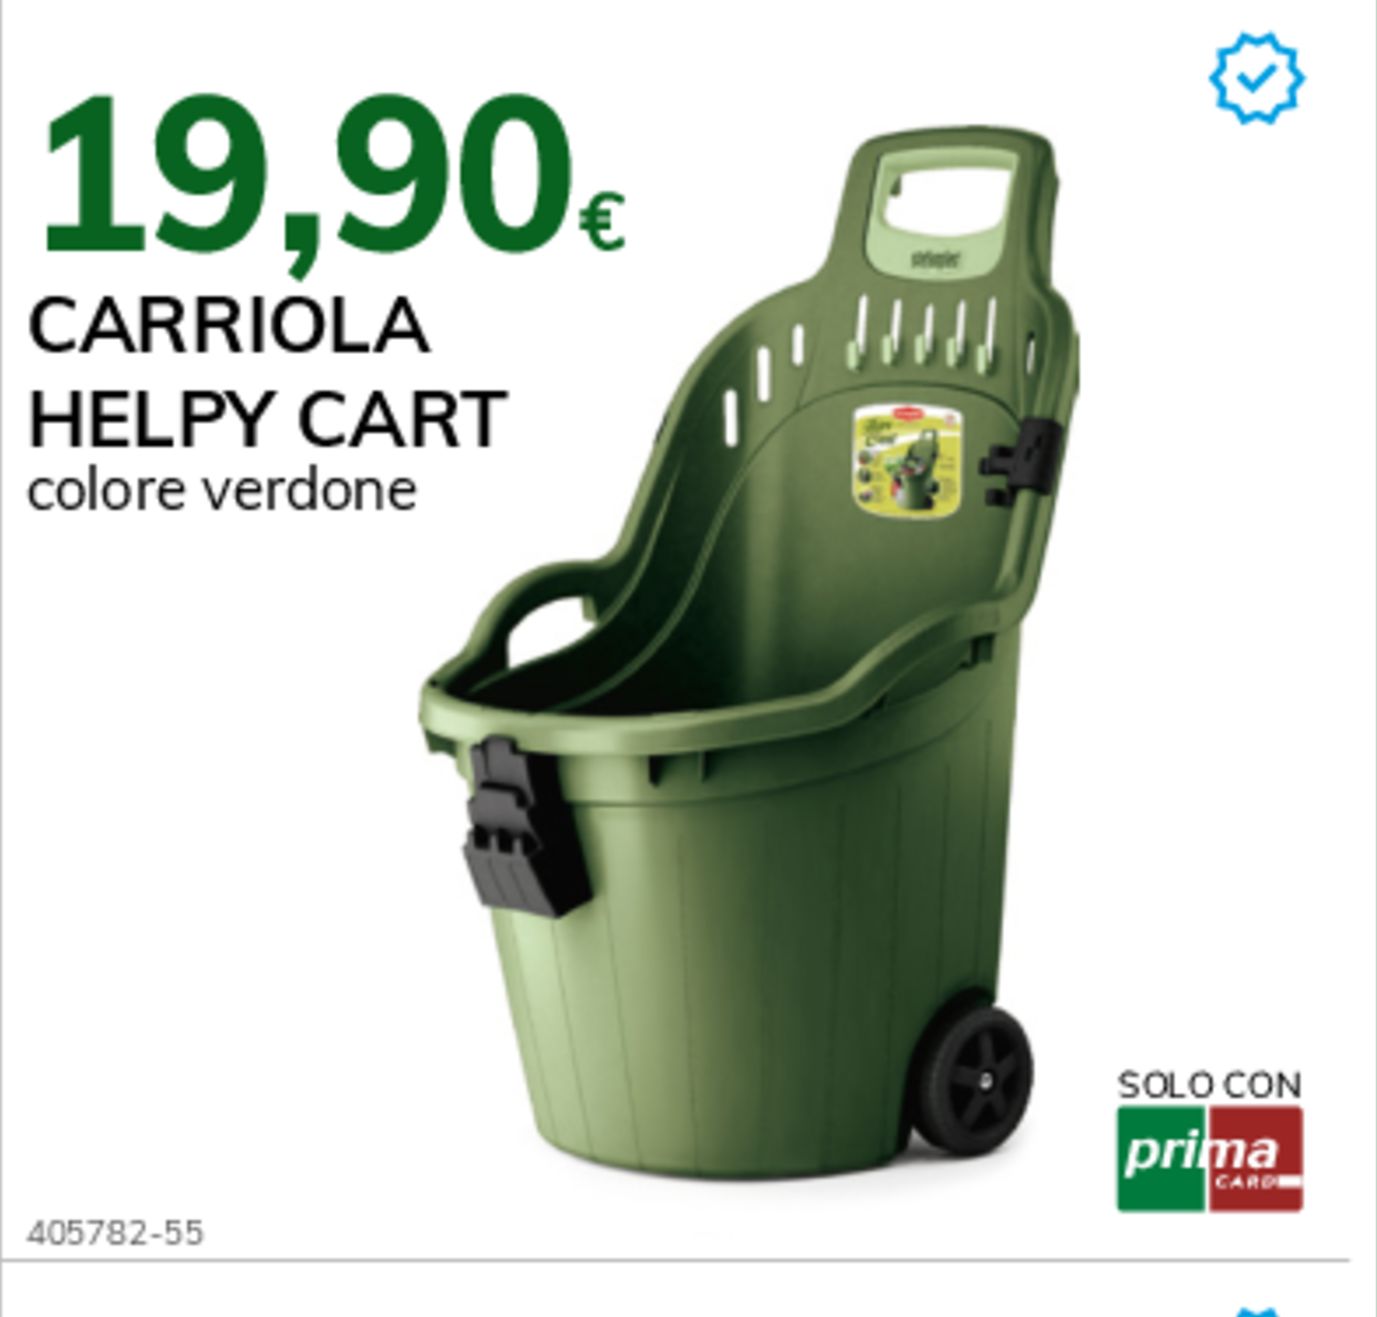 19,90€
CARRIOLA
HELPY CART
colore verdone
SOLO CON
prima
CARD
405782-55